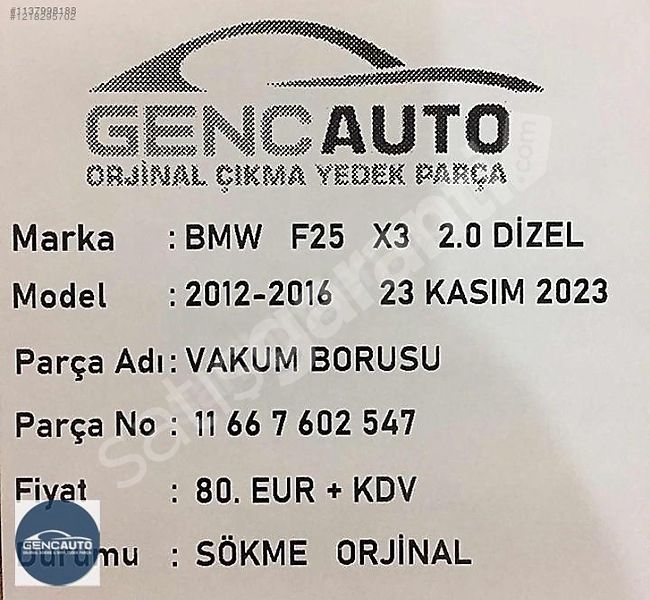 #1137998188
#1218295702
GENCAUTO
ORJİNAL ÇIKMA YEDEK PARÇA
Marka : BMW F25 X3 2.0 DİZEL
Model : 2012-2016 23 KASIM 2023
Parça Adı : VAKUM BORUSU
Parça No : 11 66 7 602 547
Fiyat : 80. EUR + KDV
Durumu : SÖKME ORJİNAL
GENCAUTO